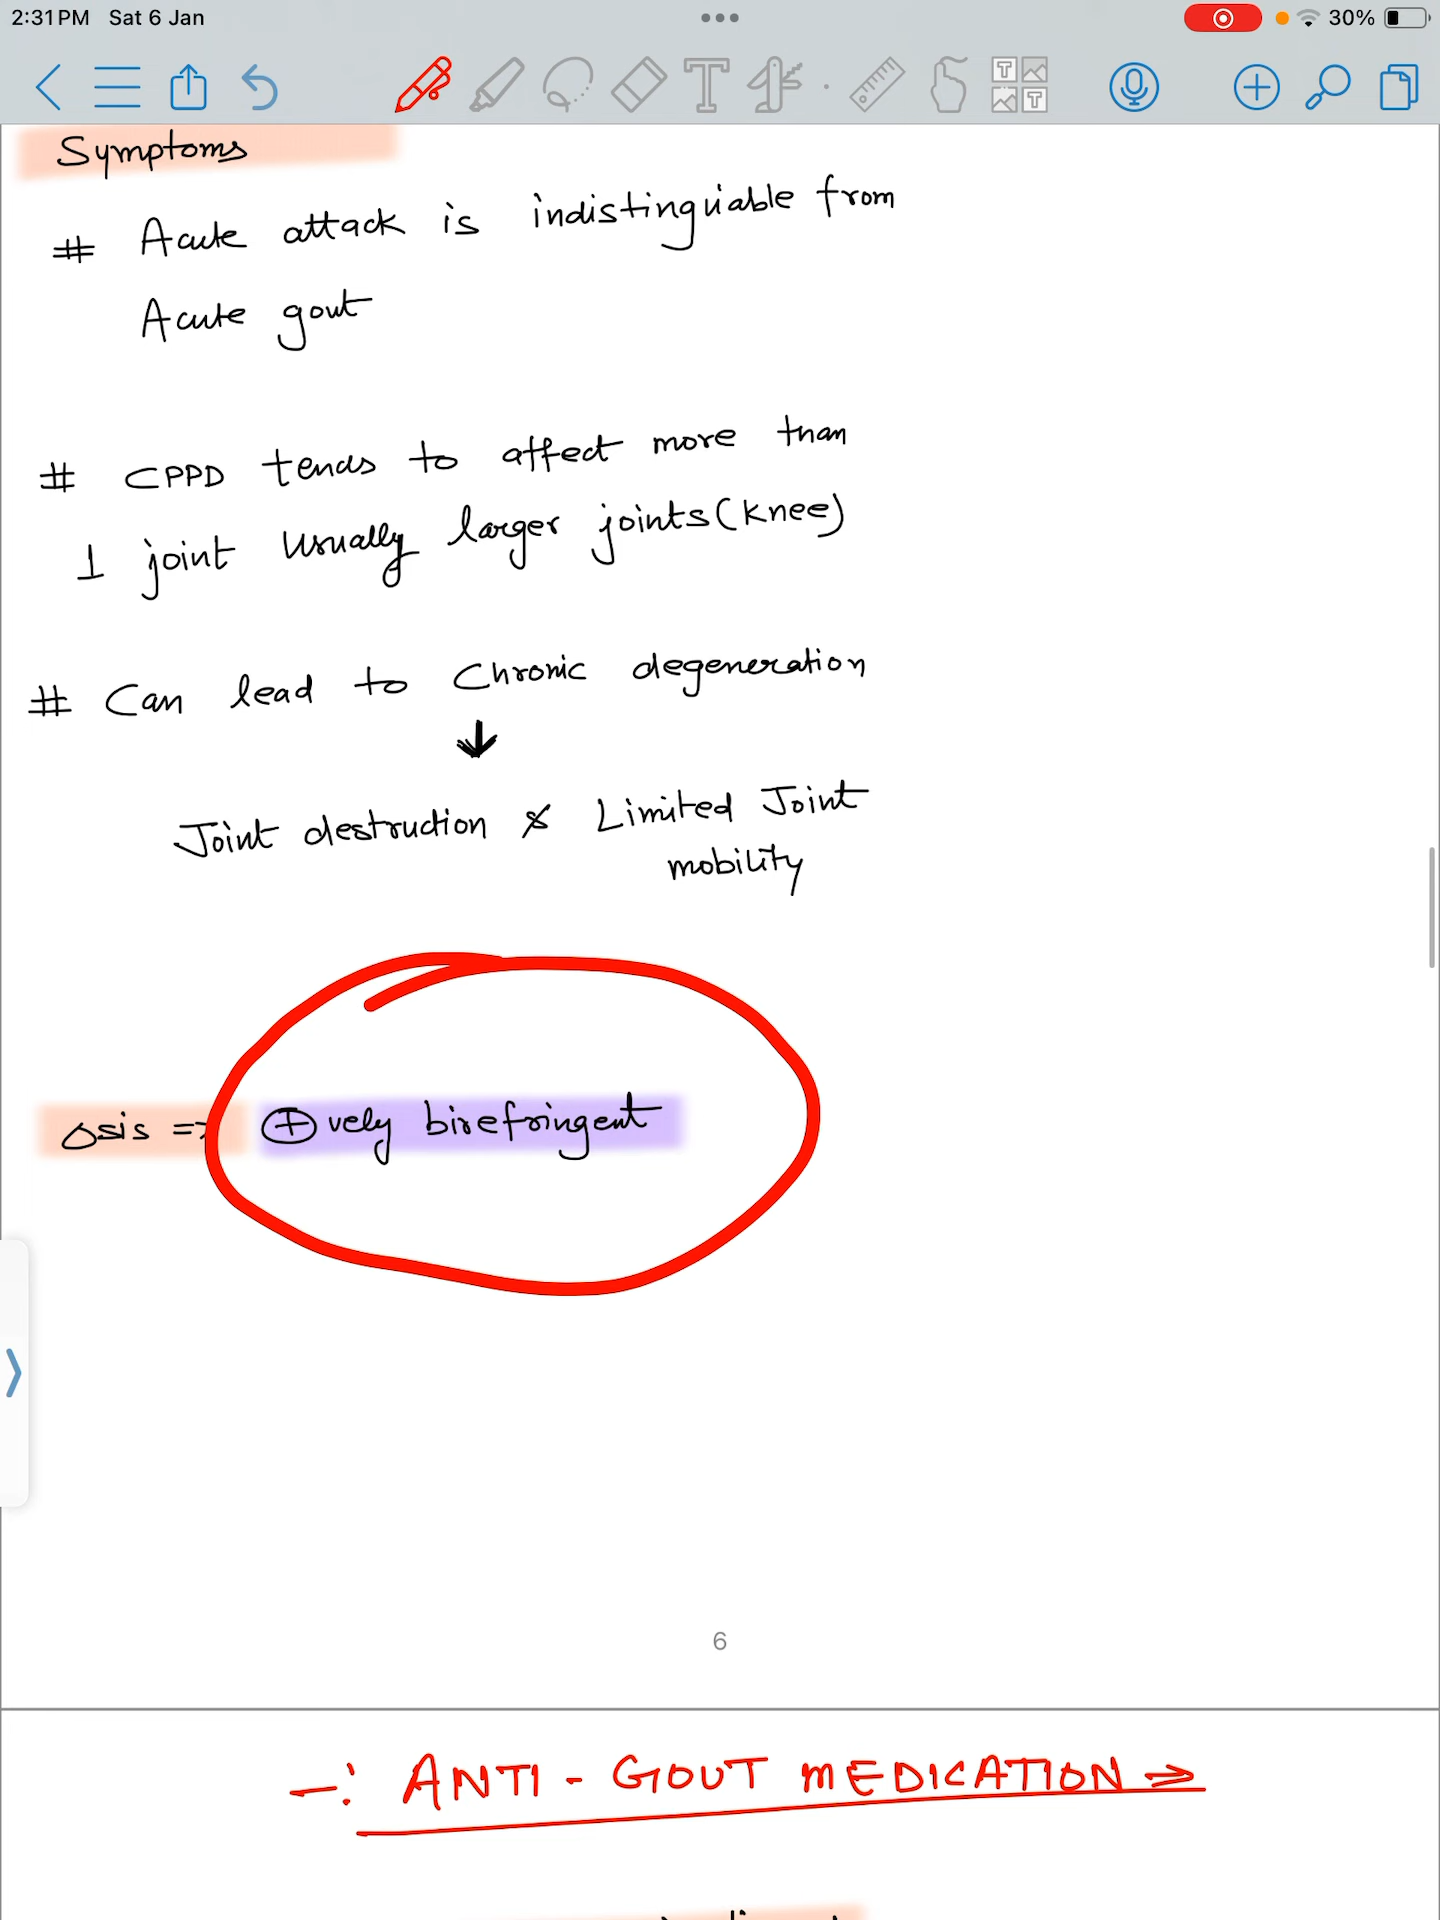 2:31 PM Sat 6 Jan
30%
Symptoms
# Acute attack is indistinguiable from
Acute gout
# CPPD tends to affect more than
1 joint usually larger joints (knee)
# Can lead to Chronic degeneration
↓
Joint destruction & Limited Joint
mobility
osis => ⊕vely birefringent
6
-: ANTI - GOUT MEDICATION →